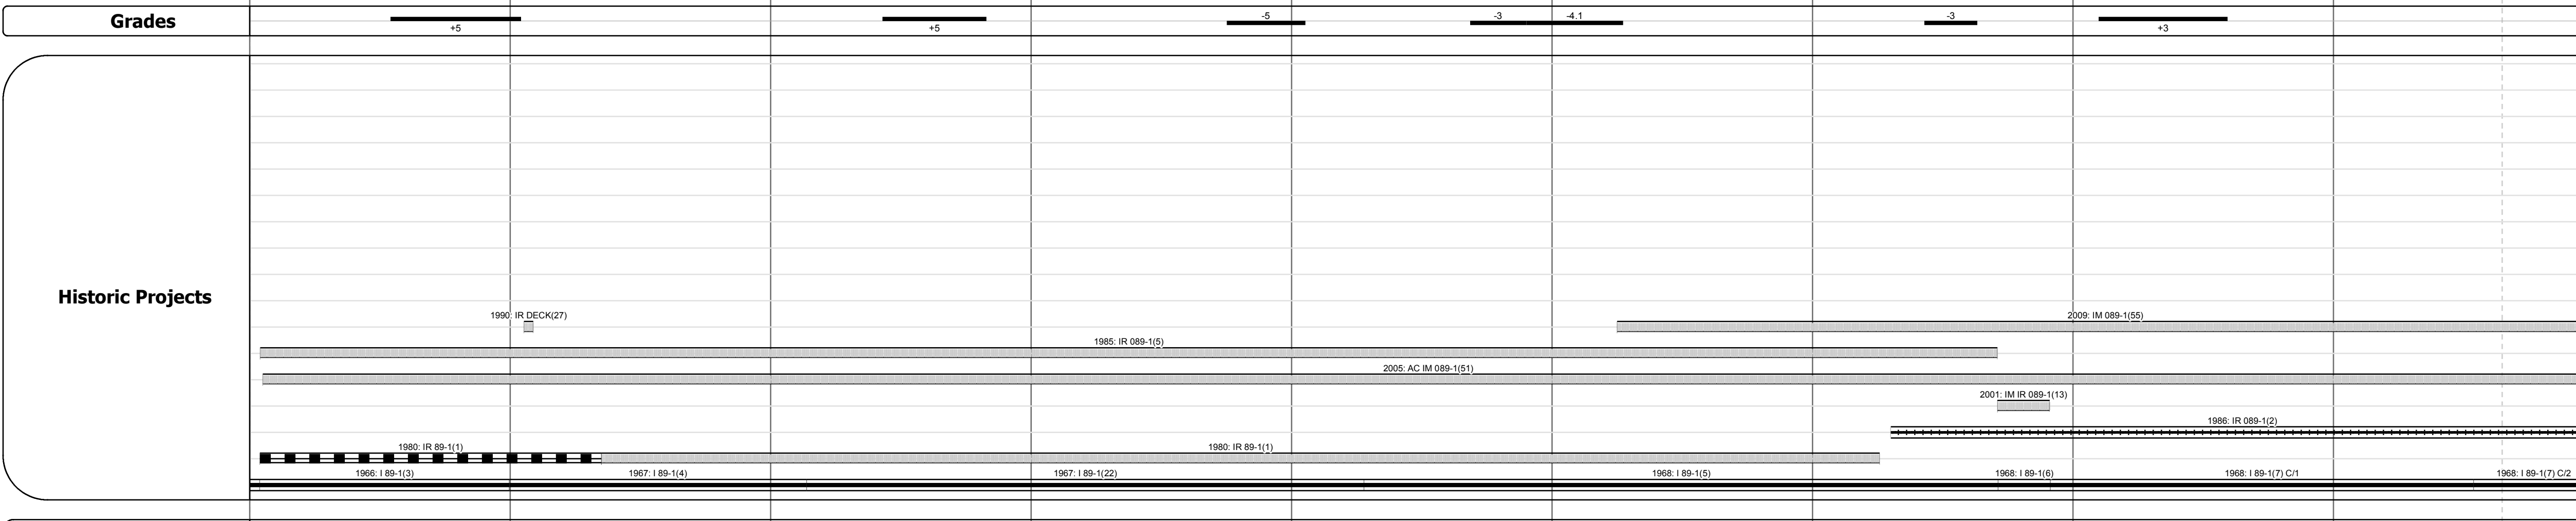 Grades
+5
+5
-5
-3
-4.1
-3
+3
Historic Projects
1990: IR DECK(27)
2009: IM 089-1(55)
1985: IR 089-1(5)
2005: AC IM 089-1(51)
2001: IM IR 089-1(13)
1986: IR 089-1(2)
1980: IR 89-1(1)
1980: IR 89-1(1)
1966: I 89-1(3)
1967: I 89-1(4)
1967: I 89-1(22)
1968: I 89-1(5)
1968: I 89-1(6)
1968: I 89-1(7) C/1
1968: I 89-1(7) C/2